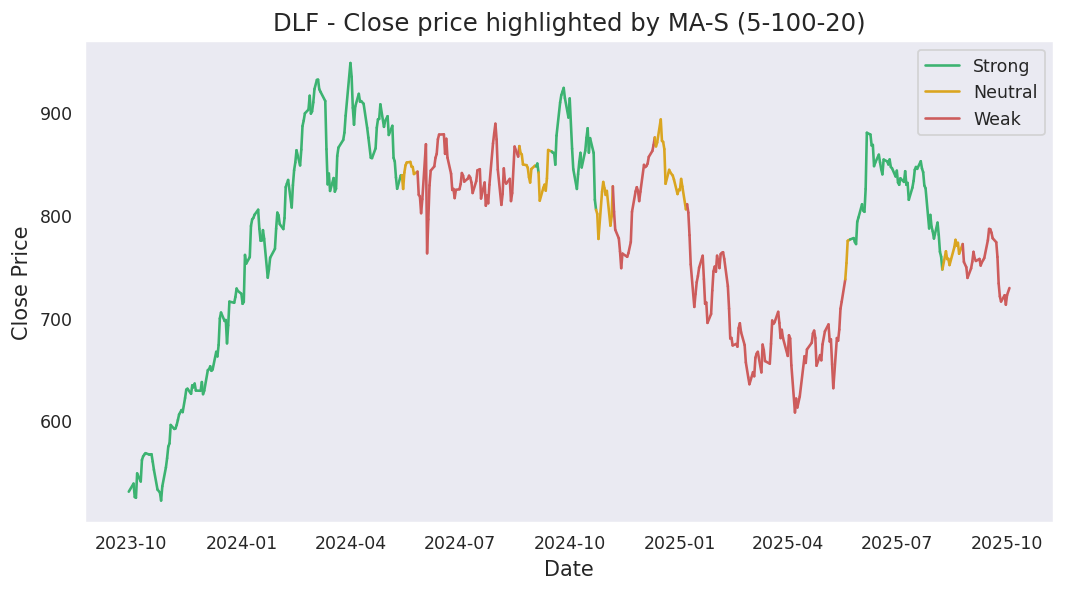 DLF - Close price highlighted by MA-S (5-100-20)
Strong
Neutral
Weak
Close Price
900
800
700
600
2023-10 2024-01 2024-04 2024-07 2024-10 2025-01 2025-04 2025-07 2025-10
Date